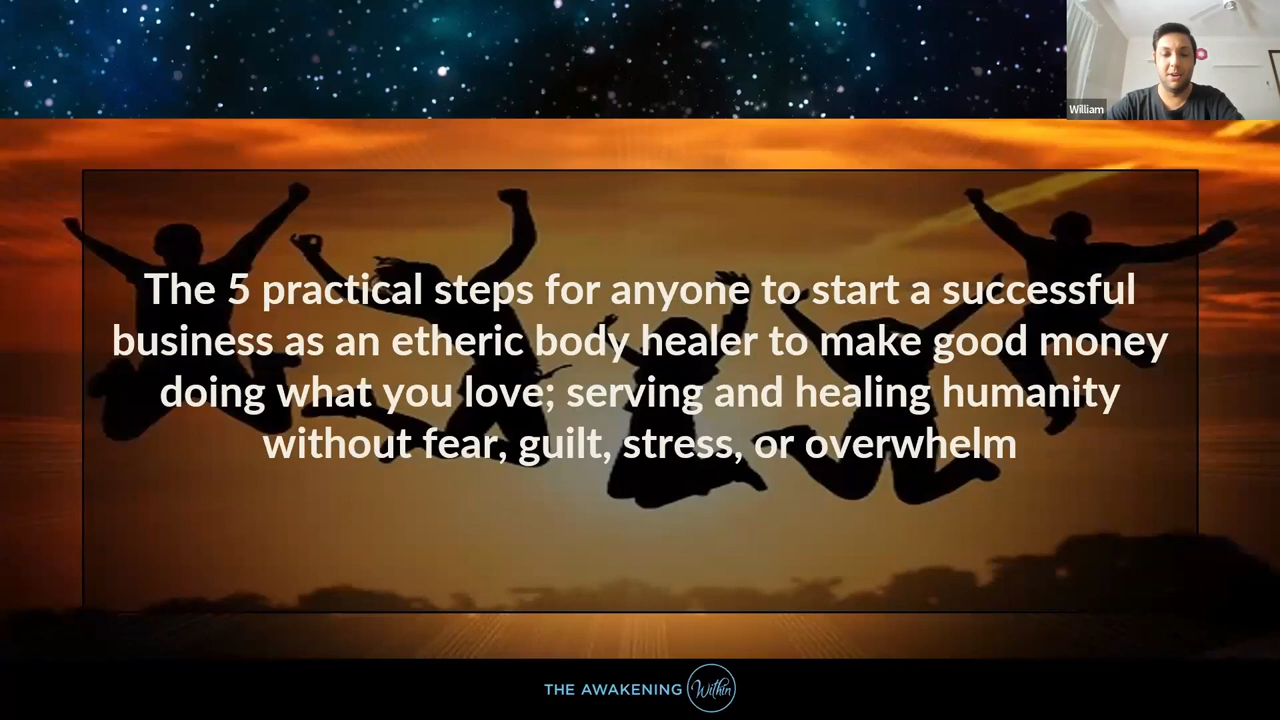 William
The 5 practical steps for anyone to start a successful
business as an etheric body healer to make good money
doing what you love; serving and healing humanity
without fear, guilt, stress, or overwhelm
THE AWAKENING Within